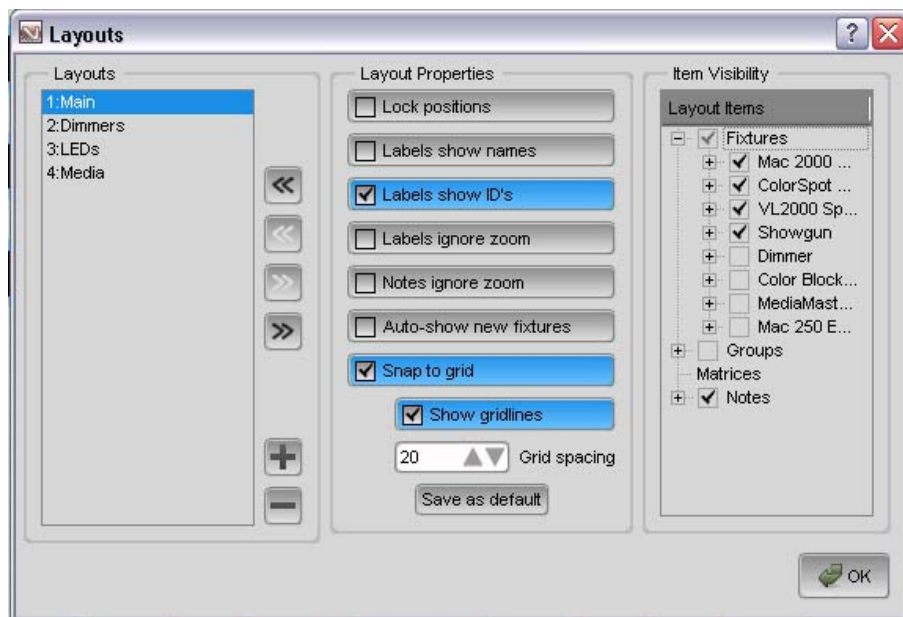 Layouts
Layouts
1:Main
2:Dimmers
3:LEDs
4:Media
Layout Properties
Lock positions
Labels show names
Labels show ID's
Labels ignore zoom
Notes ignore zoom
Auto-show new fixtures
Snap to grid
Show gridlines
20 Grid spacing
Save as default
Item Visibility
Layout Items
Fixtures
Mac 2000 ...
ColorSpot ...
VL2000 Sp...
Showgun
Dimmer
Color Block...
MediaMast...
Mac 250 E...
Groups
Matrices
Notes
OK